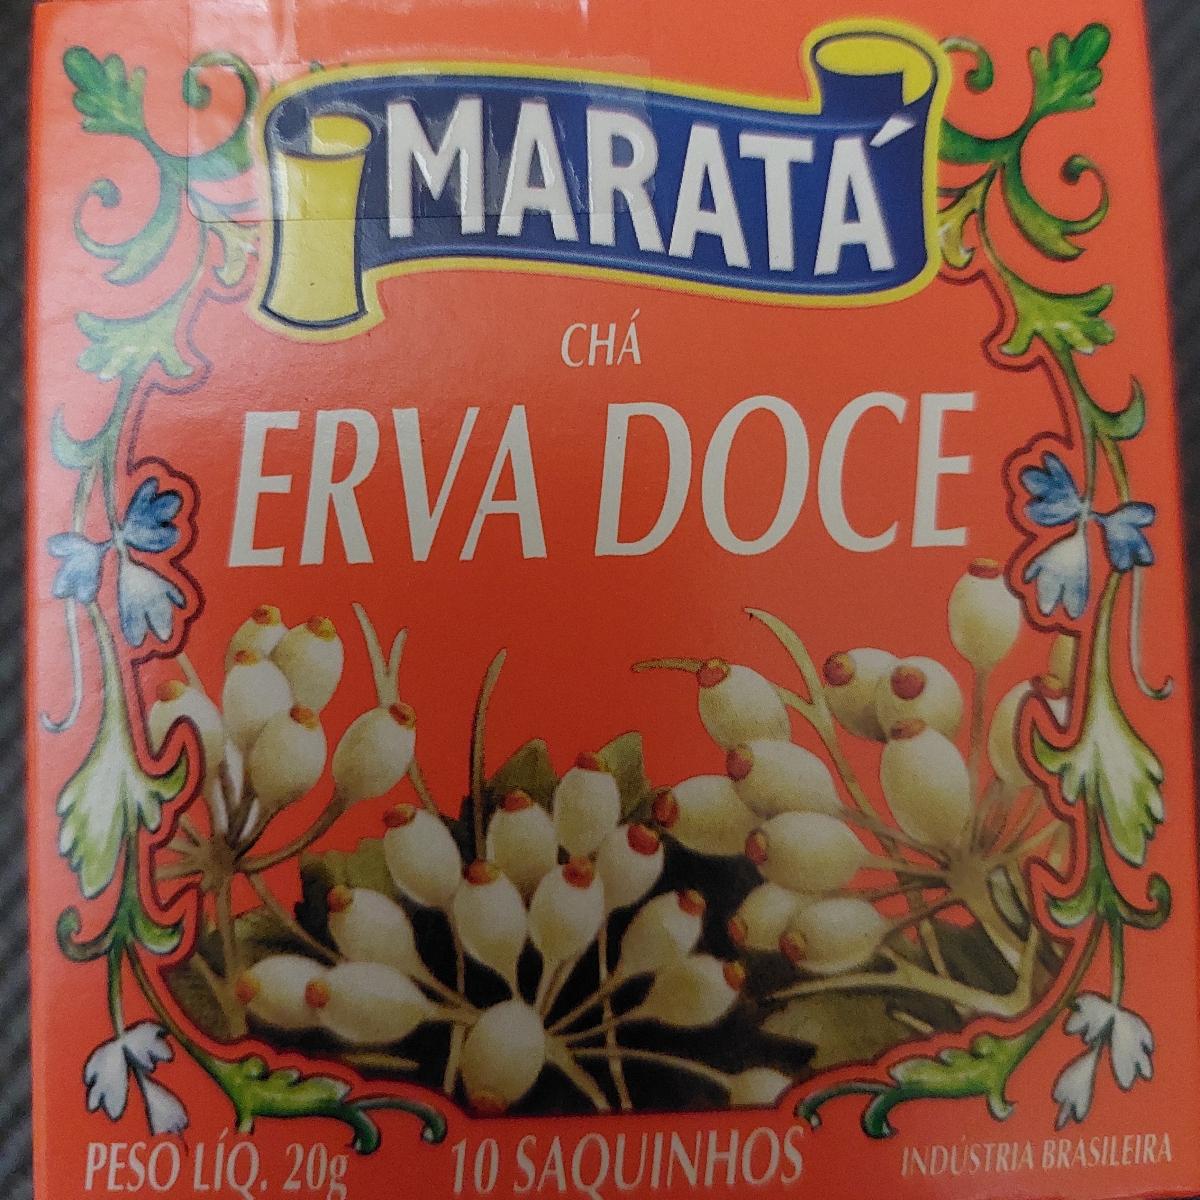 MARATÁ
CHÁ
ERVA DOCE
PESO LÍQ. 20g
10 SAQUINHOS
INDÚSTRIA BRASILEIRA